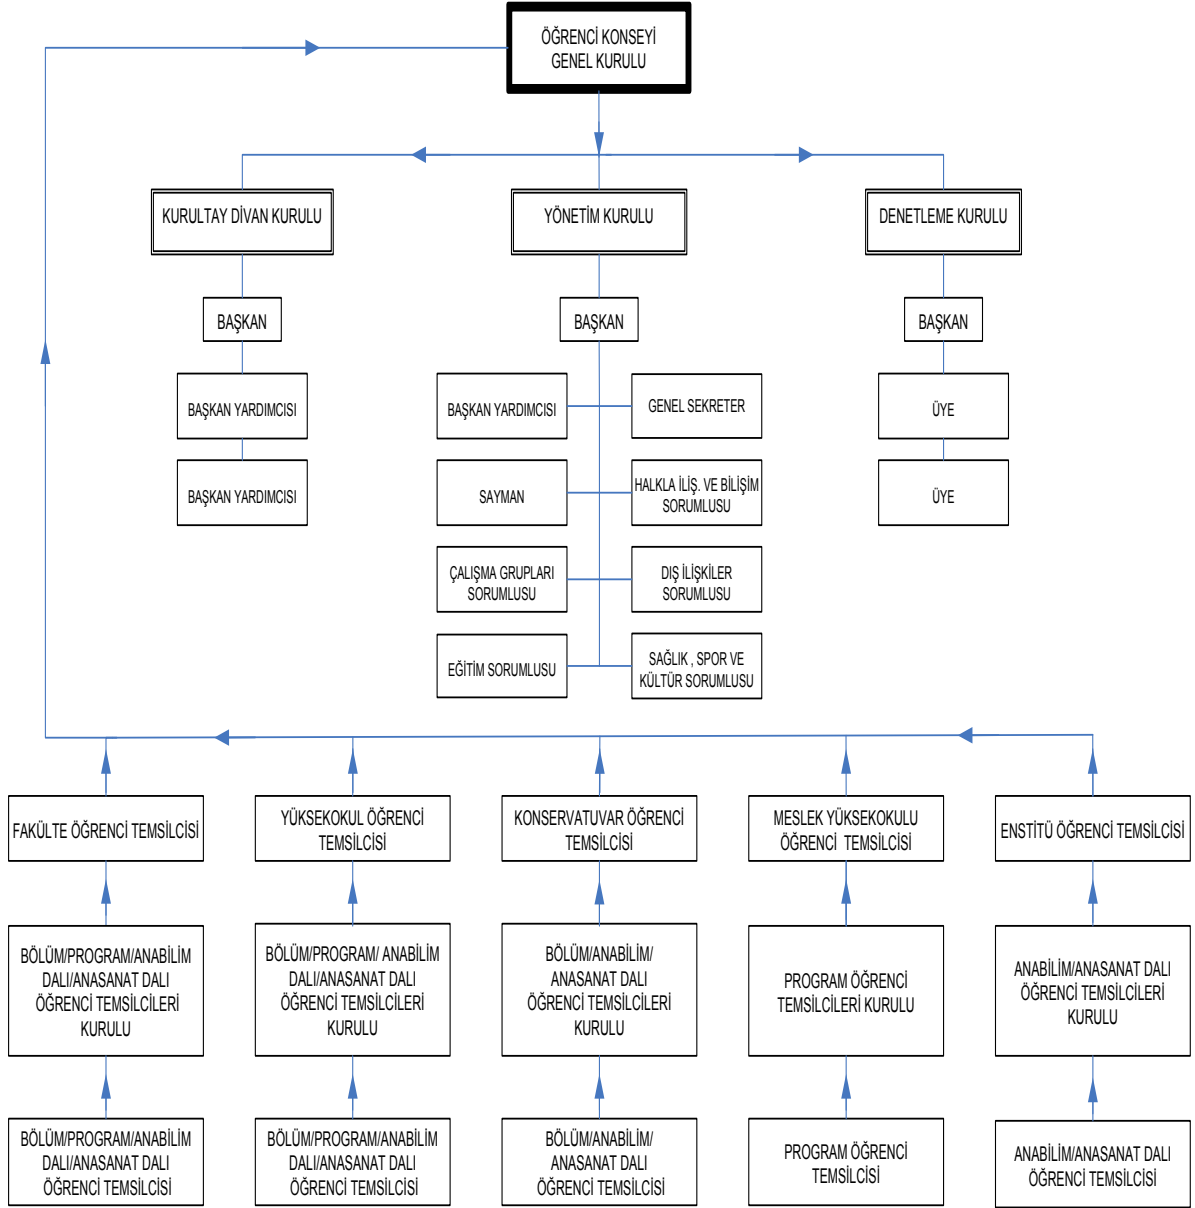 ÖĞRENCİ KONSEYİ
GENEL KURULU
KURULTAY DİVAN KURULU
YÖNETİM KURULU
DENETLEME KURULU
BAŞKAN
BAŞKAN
BAŞKAN
BAŞKAN YARDIMCISI
BAŞKAN YARDIMCISI
GENEL SEKRETER
ÜYE
BAŞKAN YARDIMCISI
SAYMAN
HALKLA İLİŞ. VE BİLİŞİM
SORUMLUSU
ÜYE
ÇALIŞMA GRUPLARI
SORUMLUSU
DIŞ İLİŞKİLER
SORUMLUSU
EĞİTİM SORUMLUSU
SAĞLIK , SPOR VE
KÜLTÜR SORUMLUSU
FAKÜLTE ÖĞRENCİ TEMSİLCİSİ
YÜKSEKOKUL ÖĞRENCİ
TEMSİLCİSİ
KONSERVATUVAR ÖĞRENCİ
TEMSİLCİSİ
MESLEK YÜKSEKOKULU
ÖĞRENCİ TEMSİLCİSİ
ENSTİTÜ ÖĞRENCİ TEMSİLCİSİ
BÖLÜM/PROGRAM/ANABİLİM
DALI/ANASANAT DALI
ÖĞRENCİ TEMSİLCİLERİ
KURULU
BÖLÜM/PROGRAM/ ANABİLİM
DALI/ANASANAT DALI
ÖĞRENCİ TEMSİLCİLERİ
KURULU
BÖLÜM/ANABİLİM/
ANASANAT DALI
ÖĞRENCİ TEMSİLCİLERİ
KURULU
PROGRAM ÖĞRENCİ
TEMSİLCİLERİ KURULU
ANABİLİM/ANASANAT DALI
ÖĞRENCİ TEMSİLCİLERİ
KURULU
BÖLÜM/PROGRAM/ANABİLİM
DALI/ANASANAT DALI
ÖĞRENCİ TEMSİLCİSİ
BÖLÜM/PROGRAM/ANABİLİM
DALI/ANASANAT DALI
ÖĞRENCİ TEMSİLCİSİ
BÖLÜM/ANABİLİM/
ANASANAT DALI
ÖĞRENCİ TEMSİLCİSİ
PROGRAM ÖĞRENCİ
TEMSİLCİSİ
ANABİLİM/ANASANAT DALI
ÖĞRENCİ TEMSİLCİSİ